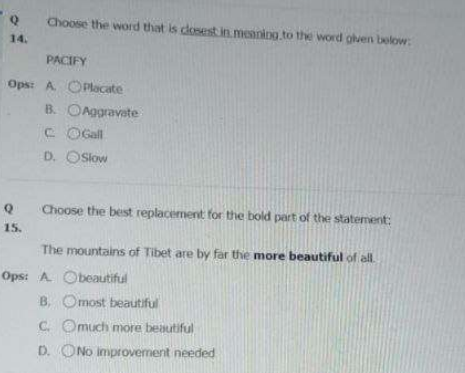 Q Choose the word that is closest in meaning to the word given below:
14.
PACIFY
Ops: A. Placate
B. Aggravate
C. Gall
D. Slow
Q Choose the best replacement for the bold part of the statement:
15.
The mountains of Tibet are by far the more beautiful of all.
Ops: A. beautiful
B. most beautiful
C. much more beautiful
D. No improvement needed